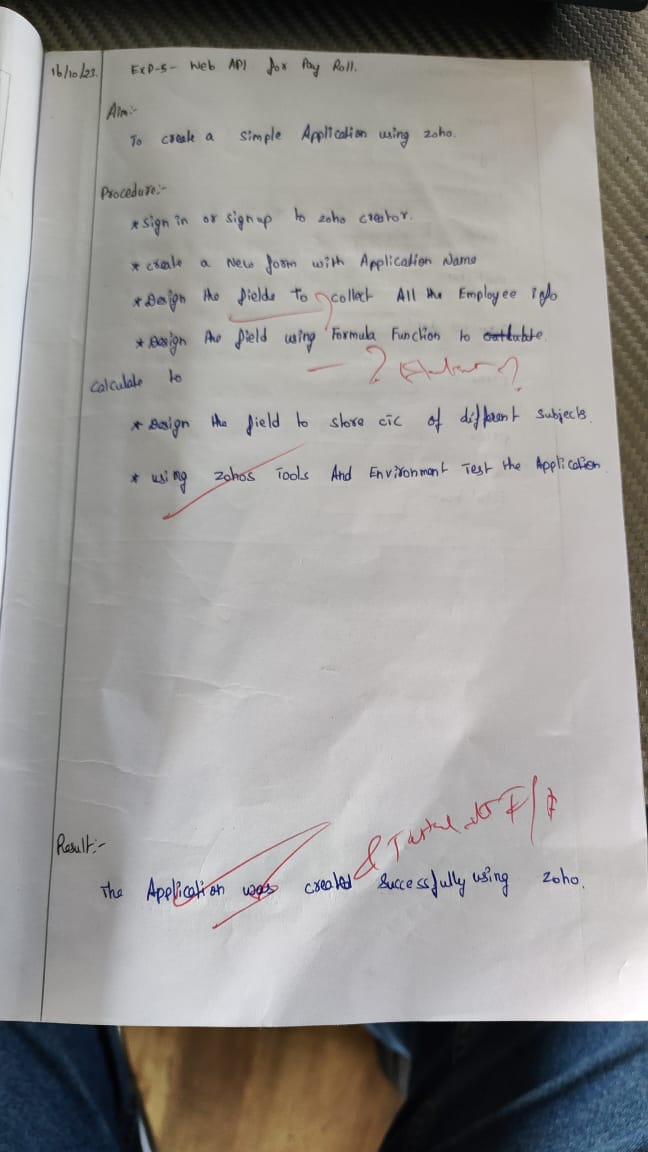 16/10/23. EXP-5- Web API for Pay Roll.
Aim:-
To create a simple Application using zoho.
Procedure:-
* sign in or signup to zoho creator.
* create a New form with Application Name
* Design the fields to collect All the Employee info
* Design the field using Formula Function to
calculate to
?
?
* Design the field to store cic of different subjects.
* using zohos Tools And Environment Test the Application.
Result:-
& Tested
The Application was created successfully using zoho.